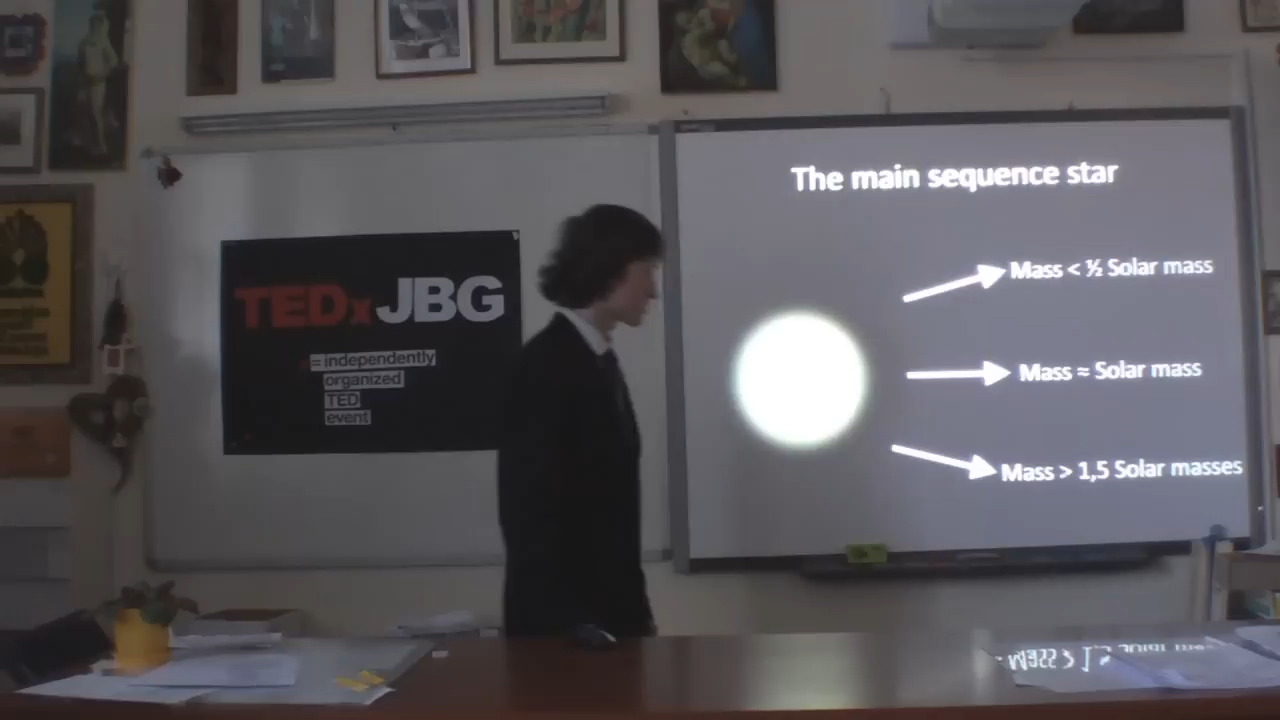 TEDxJBG
= independently
organized
TED
event
The main sequence star
Mass < ½ Solar mass
Mass = Solar mass
Mass > 1,5 Solar masses